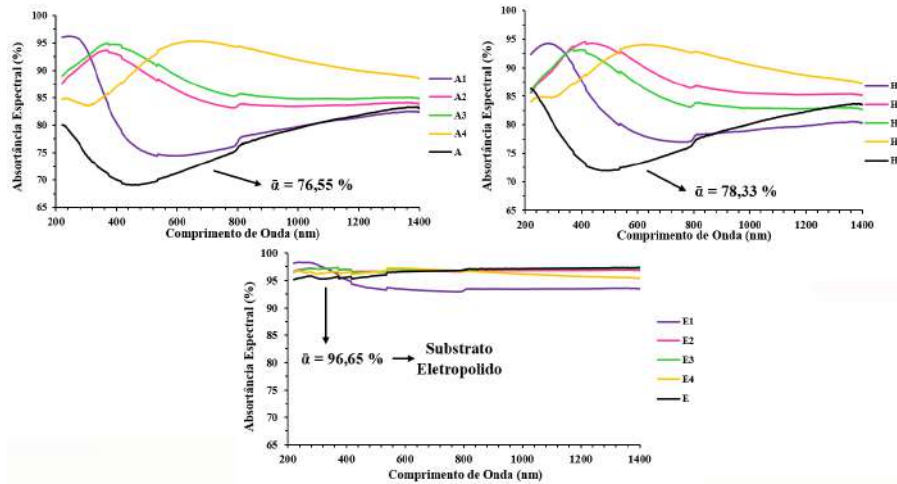 Absortância Espectral (%)
100
95
90
85
80
75
70
65
200 400 600 800 1000 1200 1400
Comprimento de Onda (nm)
ᾱ = 76,55 %
A1
A2
A3
A4
A
Absortância Espectral (%)
100
95
90
85
80
75
70
65
200 400 600 800 1000 1200 1400
Comprimento de Onda (nm)
ᾱ = 78,33 %
H
H
H
H
H
Absortância Espectral (%)
100
95
90
85
80
75
70
65
200 400 600 800 1000 1200 1400
Comprimento de Onda (nm)
ᾱ = 96,65 %
Substrato
Eletropolido
E1
E2
E3
E4
E